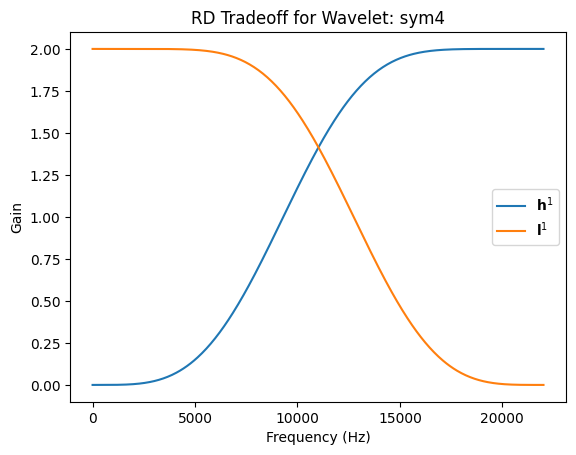 RD Tradeoff for Wavelet: sym4
2.00
1.75
1.50
1.25
1.00
0.75
0.50
0.25
0.00
Gain
h¹
l¹
0 5000 10000 15000 20000
Frequency (Hz)